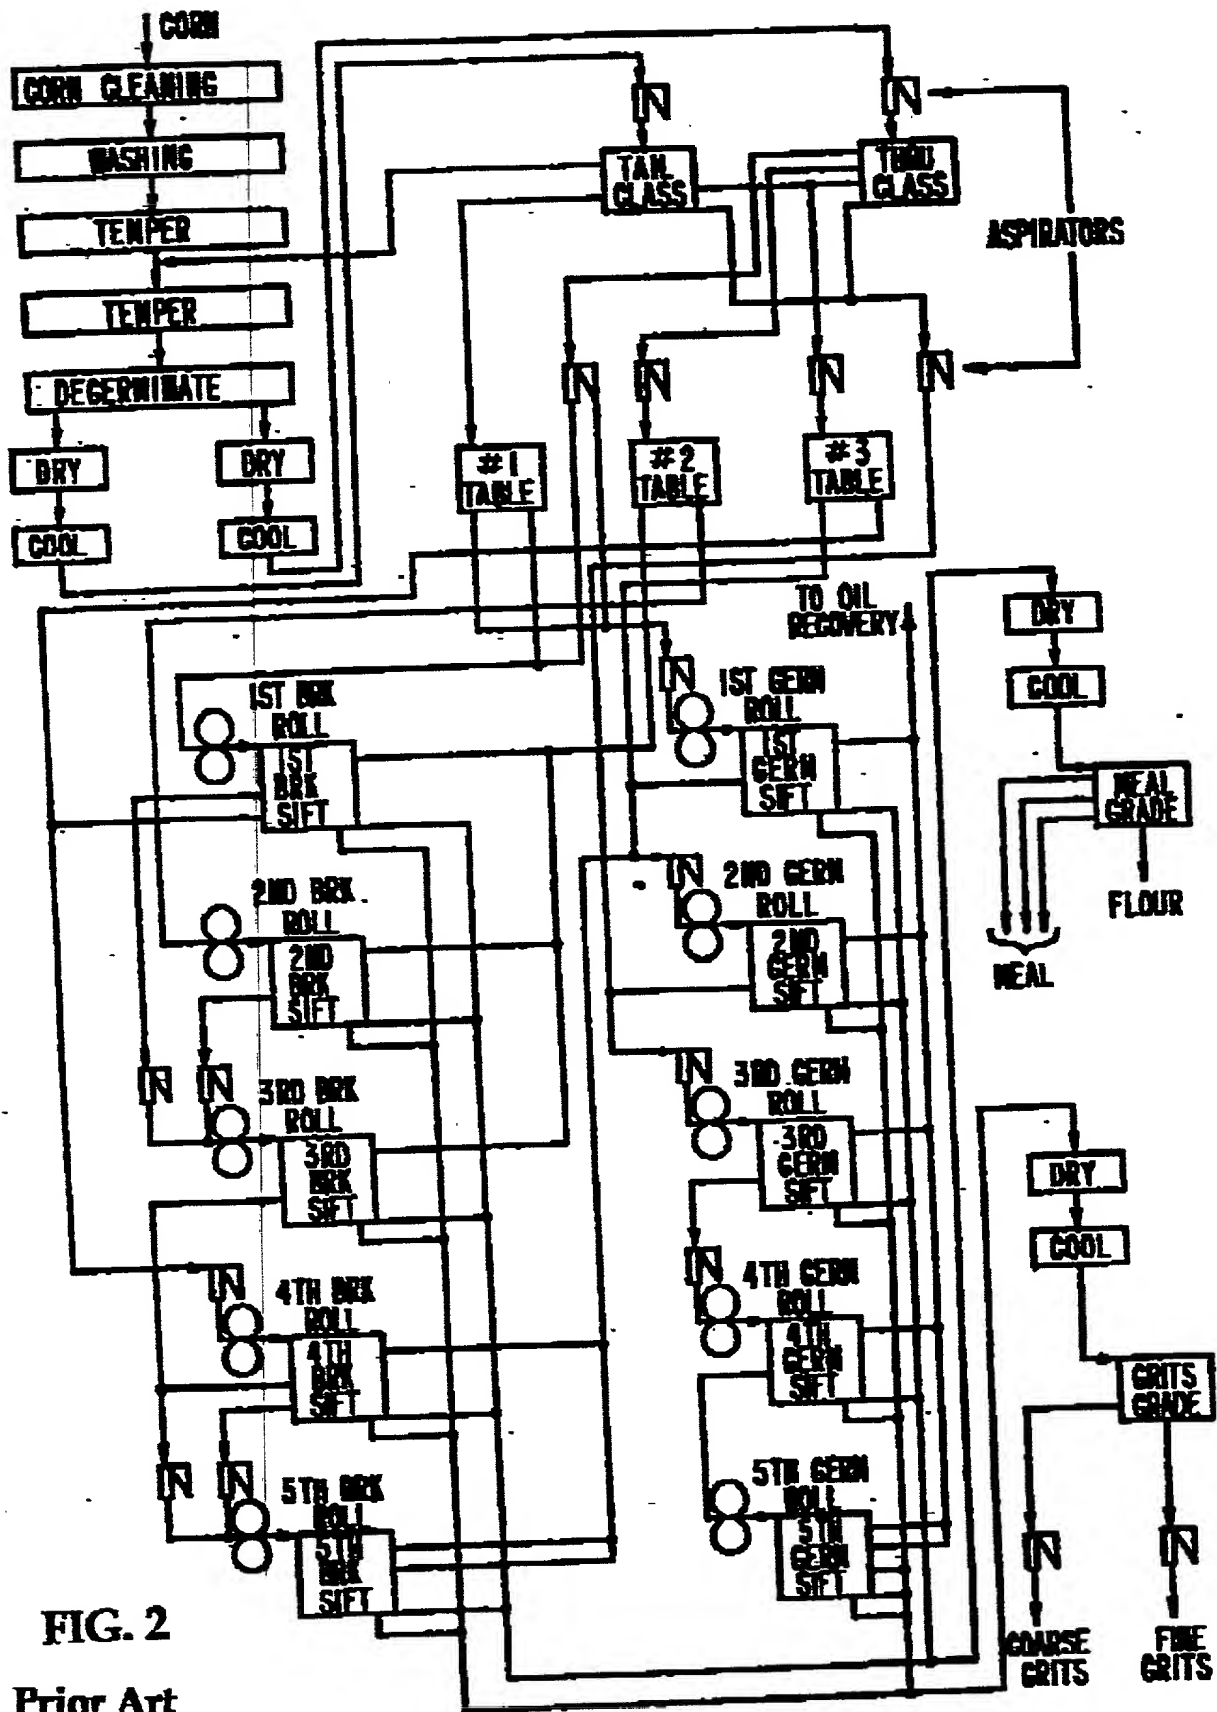 CORN
CORN CLEANING
WASHING
TEMPER
TEMPER
DEGERMINATE
DRY
DRY
COOL
COOL
TAIL
CLASS
THRU
CLASS
ASPIRATORS
#1
TABLE
#2
TABLE
#3
TABLE
TO OIL
RECOVERY
DRY
COOL
MEAL
GRADE
FLOUR
MEAL
1ST BRK
ROLL
1ST
BRK
SIFT
1ST GERM
ROLL
1ST
GERM
SIFT
2ND BRK
ROLL
2ND
BRK
SIFT
2ND GERM
ROLL
2ND
GERM
SIFT
3RD BRK
ROLL
3RD
BRK
SIFT
3RD GERM
ROLL
3RD
GERM
SIFT
4TH BRK
ROLL
4TH
BRK
SIFT
4TH GERM
ROLL
4TH
GERM
SIFT
5TH BRK
ROLL
5TH
BRK
SIFT
5TH GERM
ROLL
5TH
GERM
SIFT
DRY
COOL
GRITS
GRADE
COARSE
GRITS
FINE
GRITS
FIG. 2
Prior Art